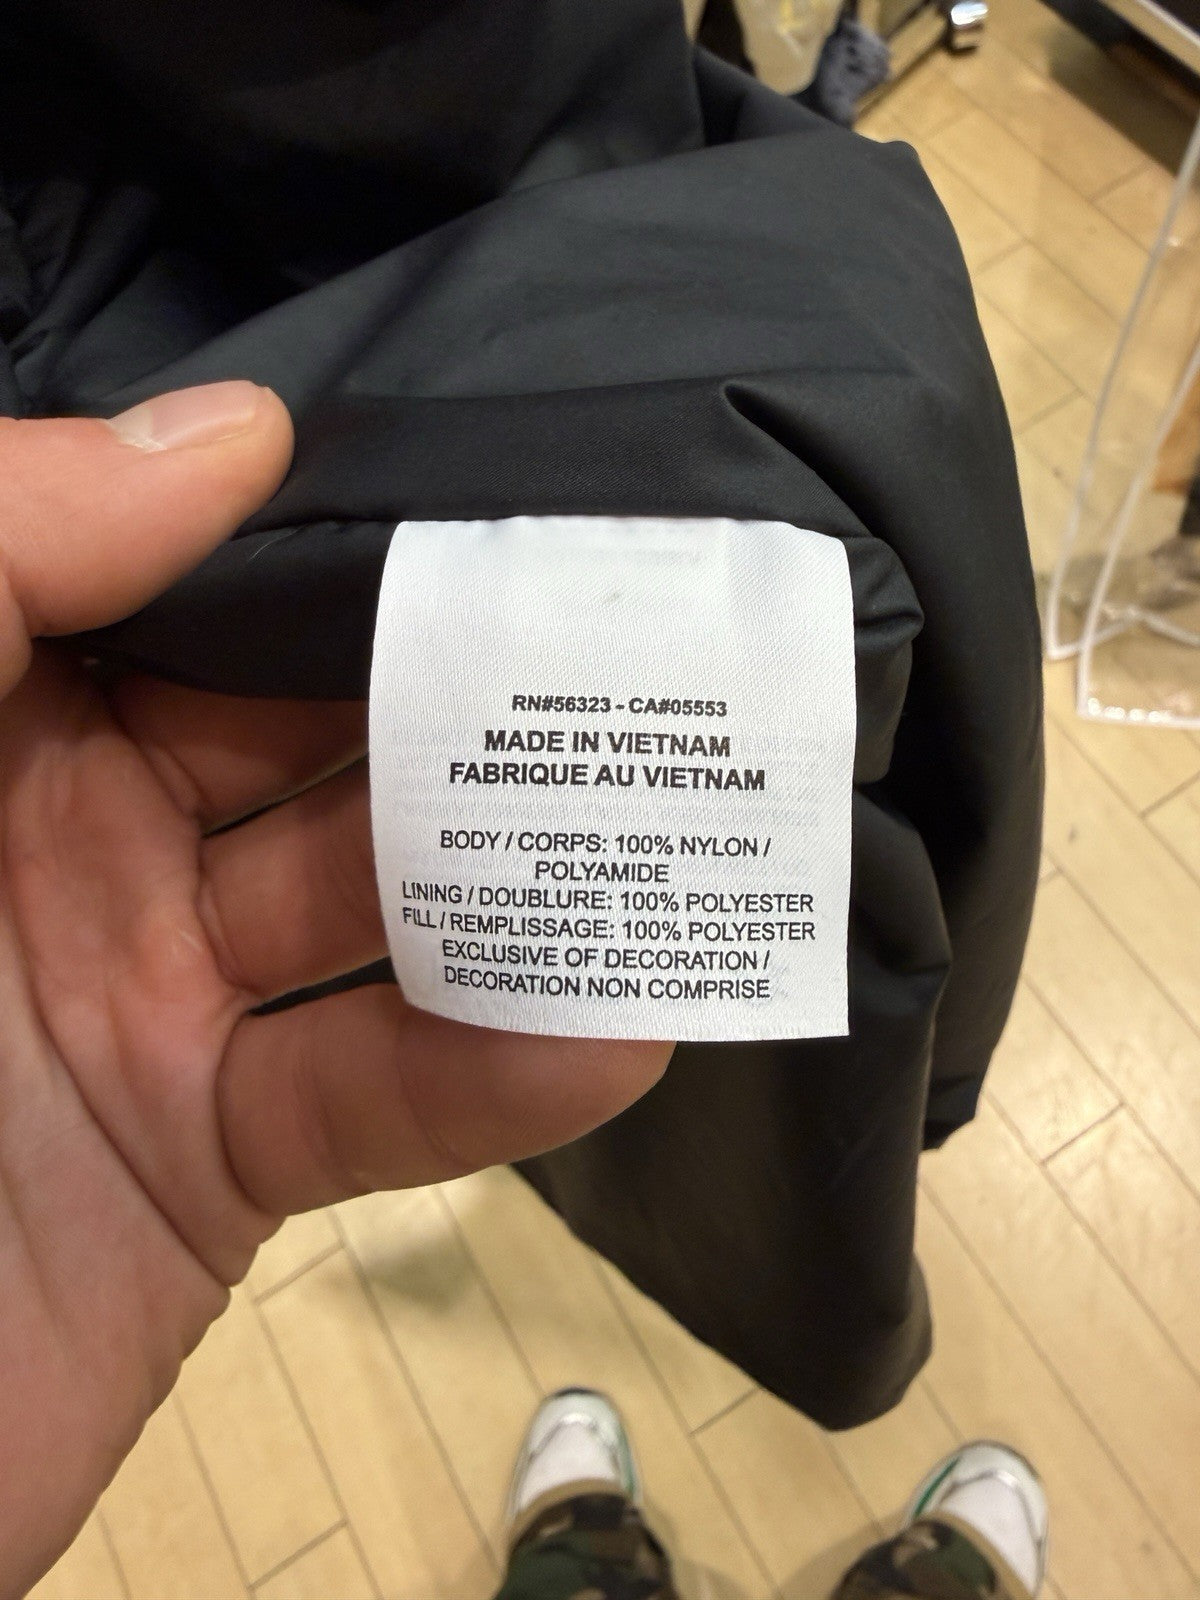 RN#56323 - CA#05553
MADE IN VIETNAM
FABRIQUE AU VIETNAM
BODY / CORPS: 100% NYLON /
POLYAMIDE
LINING / DOUBLURE: 100% POLYESTER
FILL / REMPLISSAGE: 100% POLYESTER
EXCLUSIVE OF DECORATION /
DECORATION NON COMPRISE